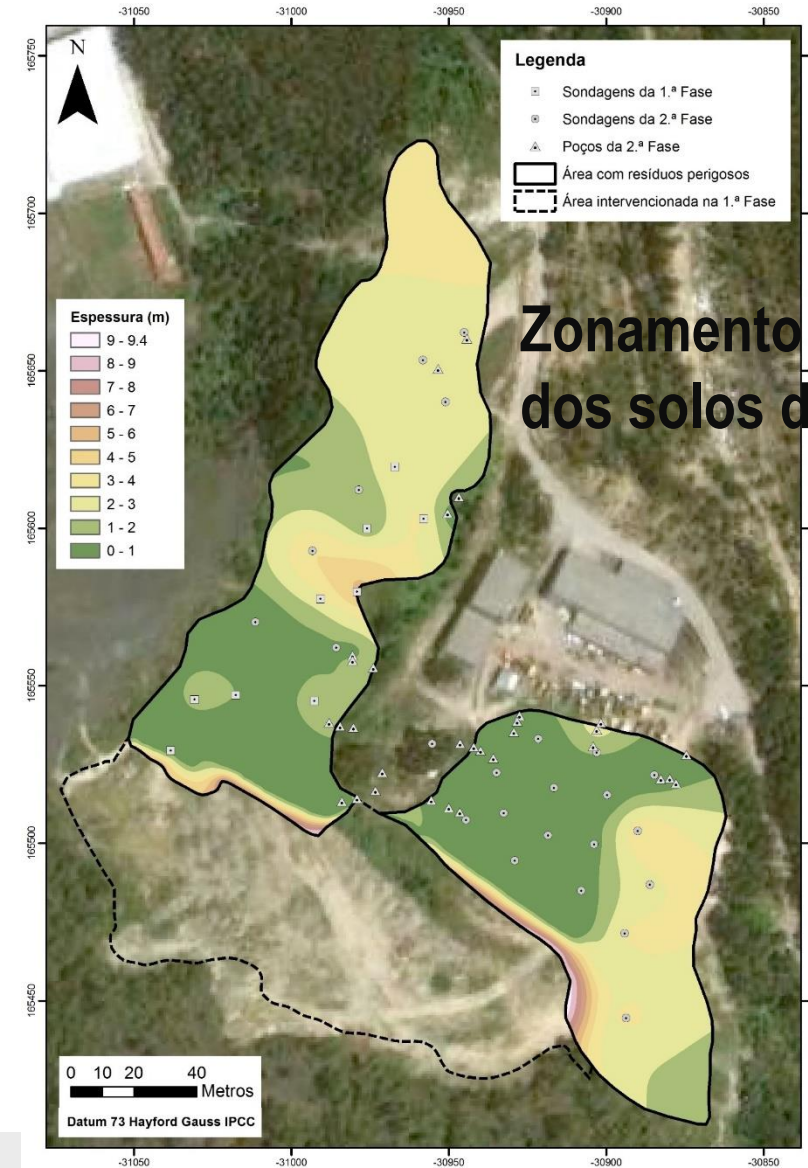 -31050 -31000 -30950 -30900 -30850
N
Legenda
Sondagens da 1.ª Fase
Sondagens da 2.ª Fase
Poços da 2.ª Fase
Área com resíduos perigosos
Área intervencionada na 1.ª Fase
165750
165700
165650
165600
165550
165500
165450
Espessura (m)
9 - 9.4
8 - 9
7 - 8
6 - 7
5 - 6
4 - 5
3 - 4
2 - 3
1 - 2
0 - 1
Zonamento
dos solos d
0 10 20 40
Metros
Datum 73 Hayford Gauss IPCC
-31050 -31000 -30950 -30900 -30850